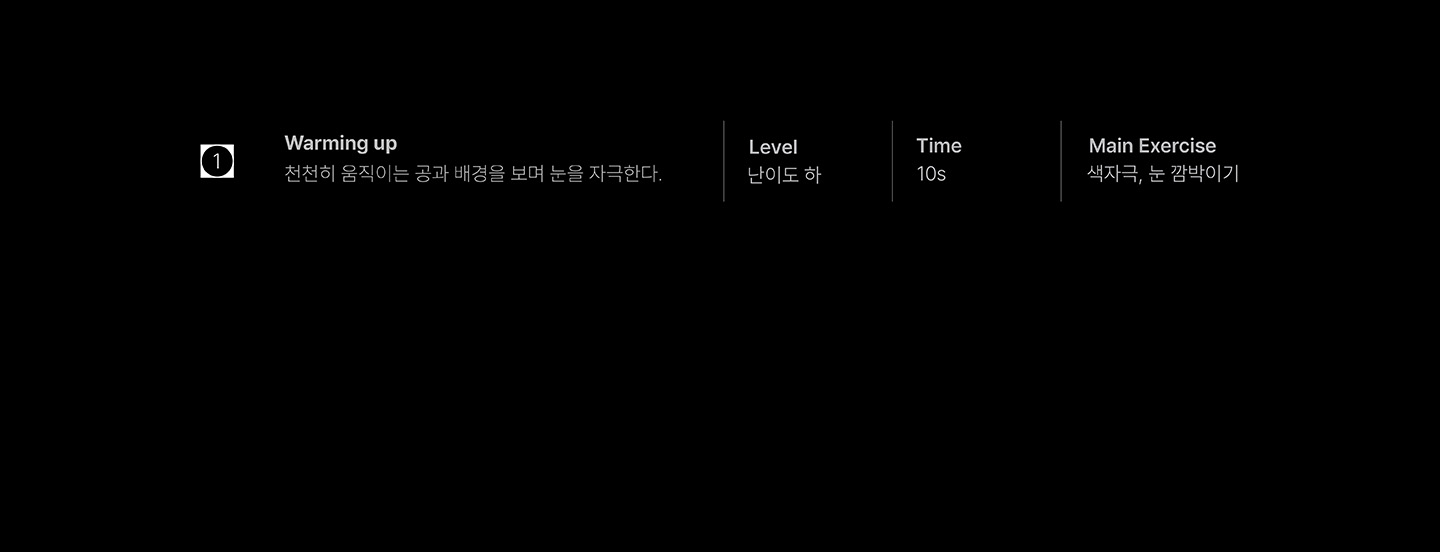 1
Warming up
천천히 움직이는 공과 배경을 보며 눈을 자극한다.
Level
난이도 하
Time
10s
Main Exercise
색자극, 눈 깜박이기